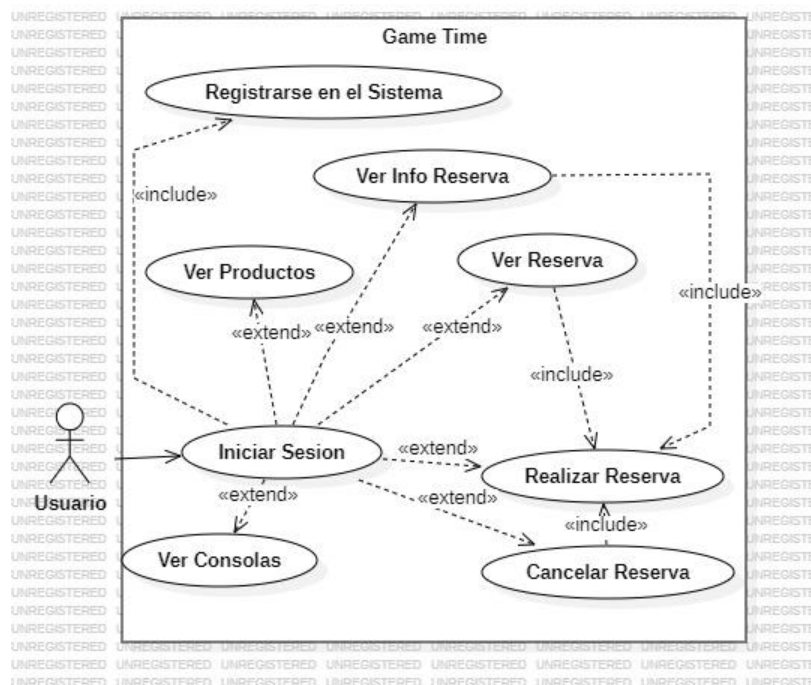 Game Time
Registrarse en el Sistema
Ver Info Reserva
«include»
Ver Productos
Ver Reserva
«include»
«extend»
«extend»
«extend»
«include»
Iniciar Sesion
«extend»
Realizar Reserva
Usuario
«extend»
«extend»
«include»
Ver Consolas
Cancelar Reserva
UNREGISTERED